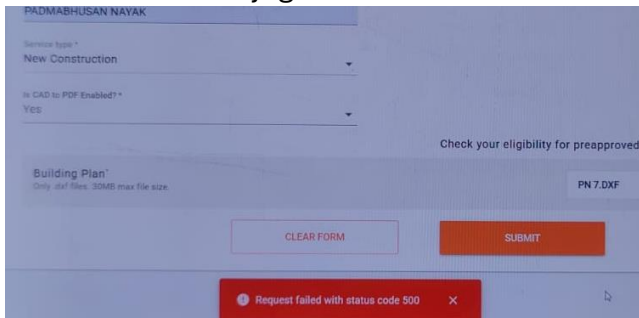 PADMABHUSAN NAYAK
Service type *
New Construction
Is CAD to PDF Enabled? *
Yes
Check your eligibility for preapproved
Building Plan*
Only .dxf files. 30MB max file size.
PN 7.DXF
CLEAR FORM
SUBMIT
Request failed with status code 500